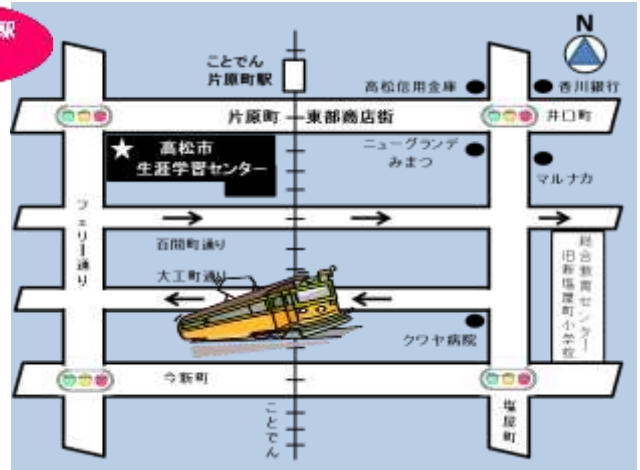 駅
N
ことでん
片原町駅
高松信用金庫
香川銀行
片原町
東部商店街
井口町
高松市
生涯学習センター
ニューグランデ
みまつ
マルナカ
フェリー通り
百間町通り
大工町通り
総合教育センター
旧新塩屋町小学校
クワヤ病院
今新町
ことでん
塩屋町